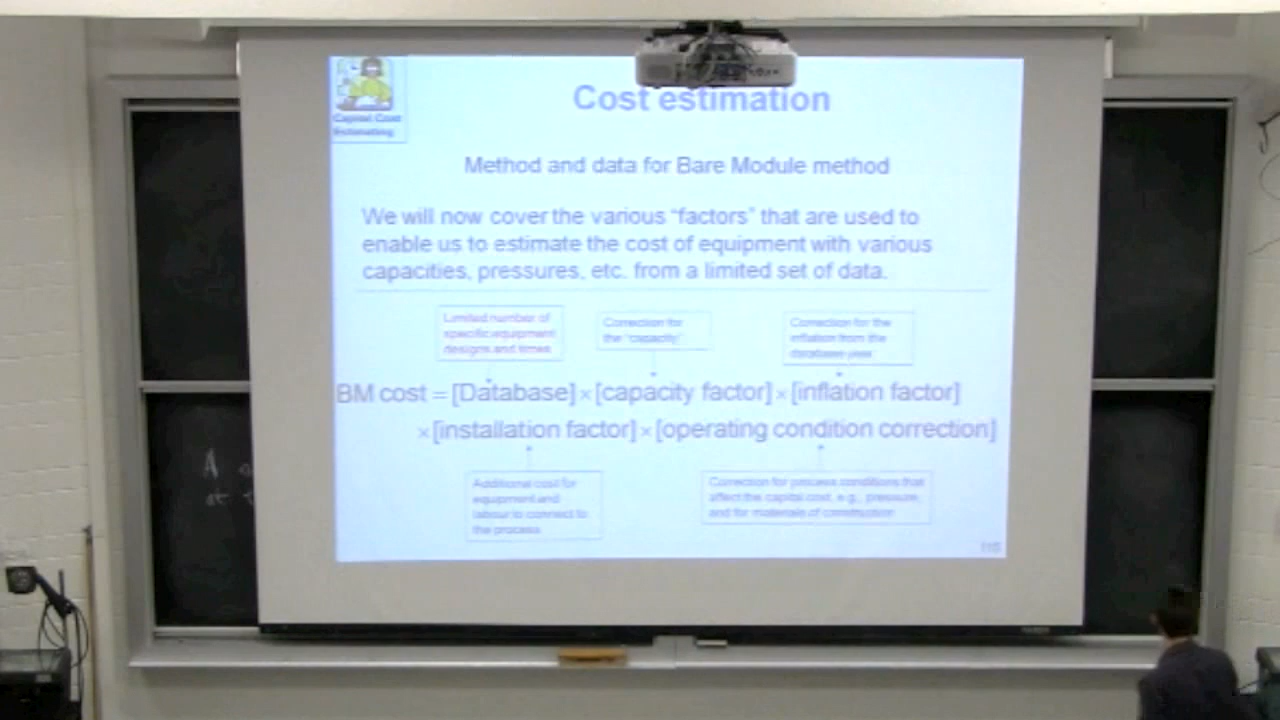 Cost estimation
Capital Cost
Estimating
Method and data for Bare Module method
We will now cover the various "factors" that are used to
enable us to estimate the cost of equipment with various
capacities, pressures, etc. from a limited set of data.
Limited number of
specific equipment
designs and times
Correction for
the "capacity"
Correction for the
inflation from the
database year
BM cost = [Database] × [capacity factor] × [inflation factor]
× [installation factor] × [operating condition correction]
Additional cost for
equipment and
labour to connect to
the process
Correction for process conditions that
affect the capital cost, e.g., pressure,
and for materials of construction
A
at